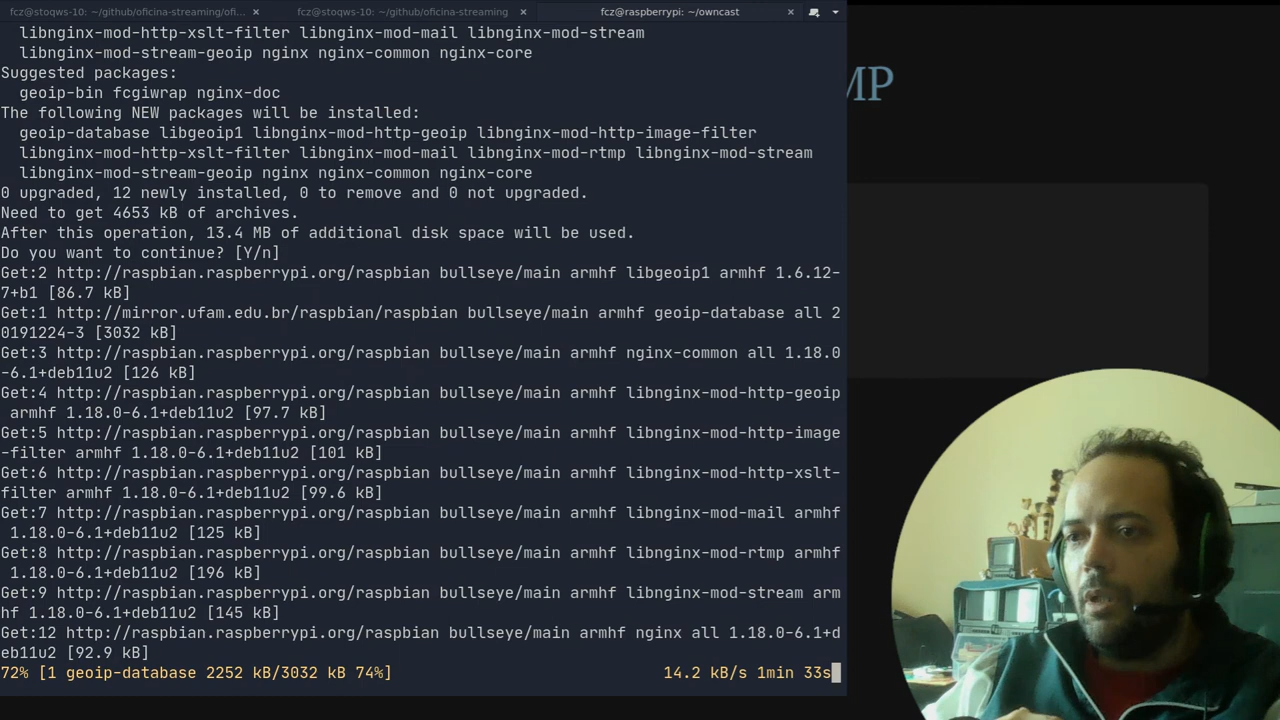 fcz@stoqws-10: ~/github/oficina-streaming/ofi... × fcz@stoqws-10: ~/github/oficina-streaming × fcz@raspberrypi: ~/owncast ×
MP
libnginx-mod-http-xslt-filter libnginx-mod-mail libnginx-mod-stream
libnginx-mod-stream-geoip nginx nginx-common nginx-core
Suggested packages:
geoip-bin fcgiwrap nginx-doc
The following NEW packages will be installed:
geoip-database libgeoip1 libnginx-mod-http-geoip libnginx-mod-http-image-filter
libnginx-mod-http-xslt-filter libnginx-mod-mail libnginx-mod-rtmp libnginx-mod-stream
libnginx-mod-stream-geoip nginx nginx-common nginx-core
0 upgraded, 12 newly installed, 0 to remove and 0 not upgraded.
Need to get 4653 kB of archives.
After this operation, 13.4 MB of additional disk space will be used.
Do you want to continue? [Y/n]
Get:2 http://raspbian.raspberrypi.org/raspbian bullseye/main armhf libgeoip1 armhf 1.6.12-
7+b1 [86.7 kB]
Get:1 http://mirror.ufam.edu.br/raspbian/raspbian bullseye/main armhf geoip-database all 2
0191224-3 [3032 kB]
Get:3 http://raspbian.raspberrypi.org/raspbian bullseye/main armhf nginx-common all 1.18.0
-6.1+deb11u2 [126 kB]
Get:4 http://raspbian.raspberrypi.org/raspbian bullseye/main armhf libnginx-mod-http-geoip
armhf 1.18.0-6.1+deb11u2 [97.7 kB]
Get:5 http://raspbian.raspberrypi.org/raspbian bullseye/main armhf libnginx-mod-http-image
-filter armhf 1.18.0-6.1+deb11u2 [101 kB]
Get:6 http://raspbian.raspberrypi.org/raspbian bullseye/main armhf libnginx-mod-http-xslt-
filter armhf 1.18.0-6.1+deb11u2 [99.6 kB]
Get:7 http://raspbian.raspberrypi.org/raspbian bullseye/main armhf libnginx-mod-mail armhf
1.18.0-6.1+deb11u2 [125 kB]
Get:8 http://raspbian.raspberrypi.org/raspbian bullseye/main armhf libnginx-mod-rtmp armhf
1.18.0-6.1+deb11u2 [196 kB]
Get:9 http://raspbian.raspberrypi.org/raspbian bullseye/main armhf libnginx-mod-stream arm
hf 1.18.0-6.1+deb11u2 [145 kB]
Get:12 http://raspbian.raspberrypi.org/raspbian bullseye/main armhf nginx all 1.18.0-6.1+d
eb11u2 [92.9 kB]
72% [1 geoip-database 2252 kB/3032 kB 74%] 14.2 kB/s 1min 33s